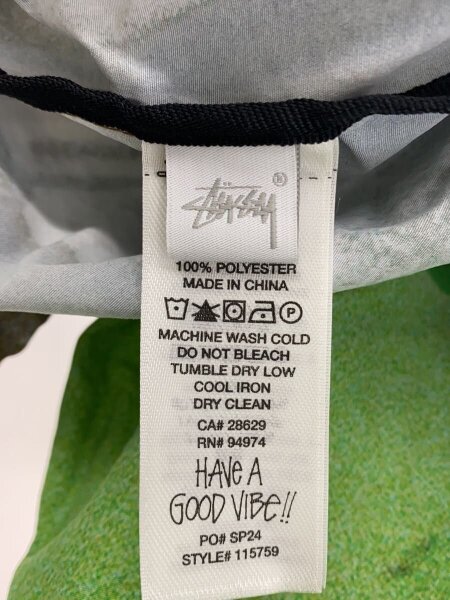 Stüssy
®
100% POLYESTER
MADE IN CHINA
P
MACHINE WASH COLD
DO NOT BLEACH
TUMBLE DRY LOW
COOL IRON
DRY CLEAN
CA# 28629
RN# 94974
HAVE A
GOOD VIBE!!
PO# SP24
STYLE# 115759